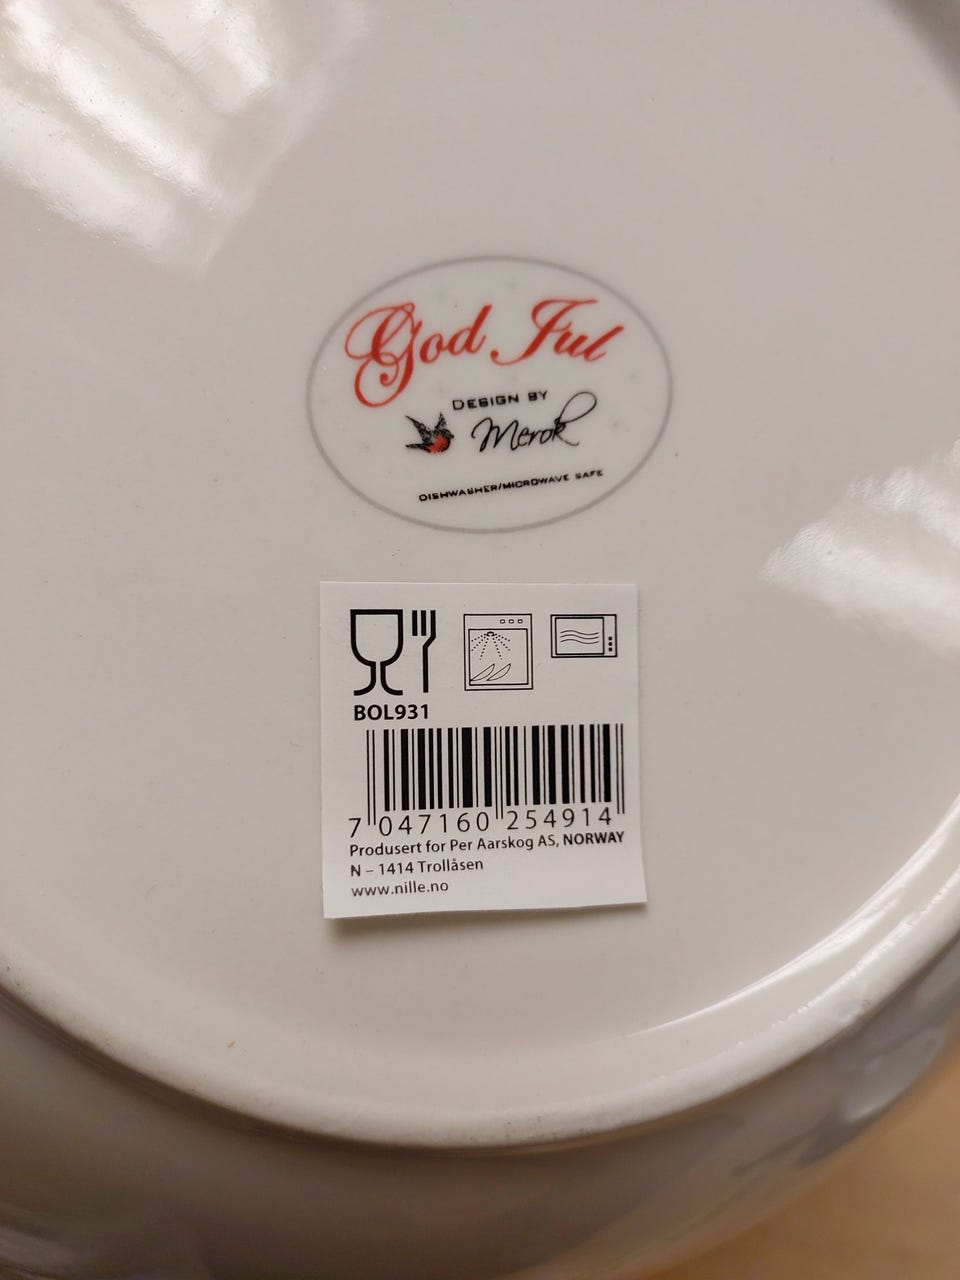 God Jul
DESIGN BY
Merok
DISHWASHER/MICROWAVE SAFE
BOL931
7 047160 254914
Produsert for Per Aarskog AS, NORWAY
N – 1414 Trollåsen
www.nille.no